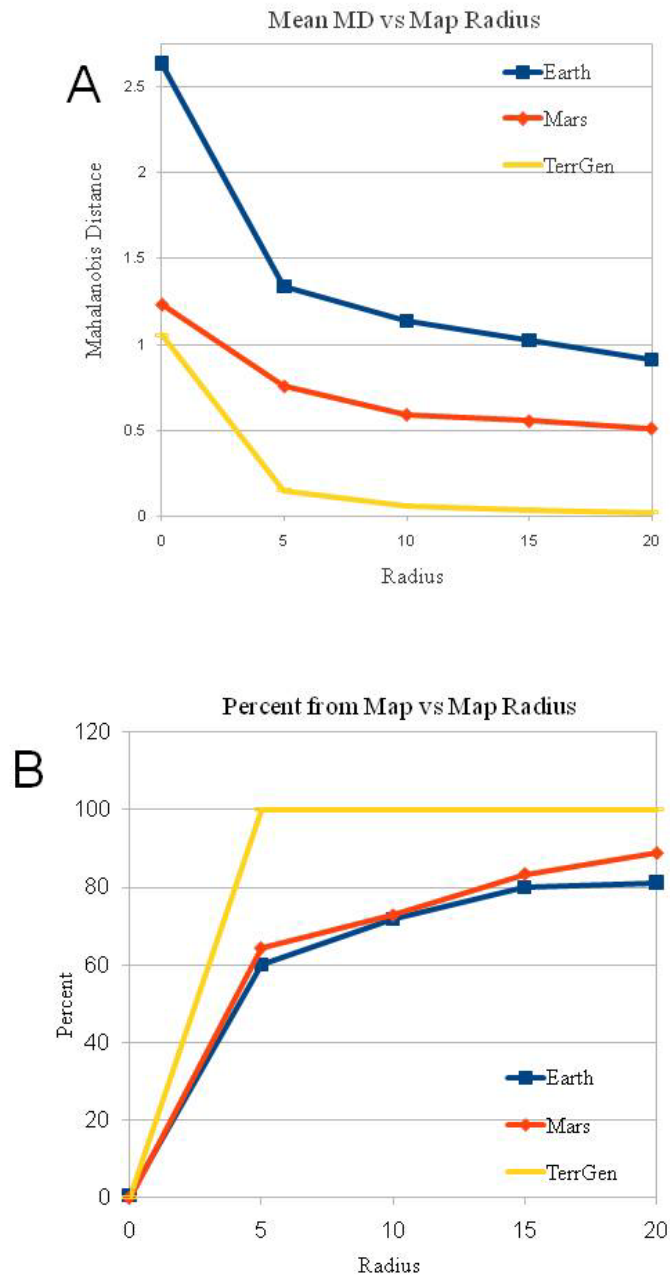 Mean MD vs Map Radius
A
2.5
2
1.5
1
0.5
0
Mahalanobis Distance
Earth
Mars
TerrGen
0 5 10 15 20
Radius
Percent from Map vs Map Radius
B
120
100
80
60
40
20
0
Percent
Earth
Mars
TerrGen
0 5 10 15 20
Radius